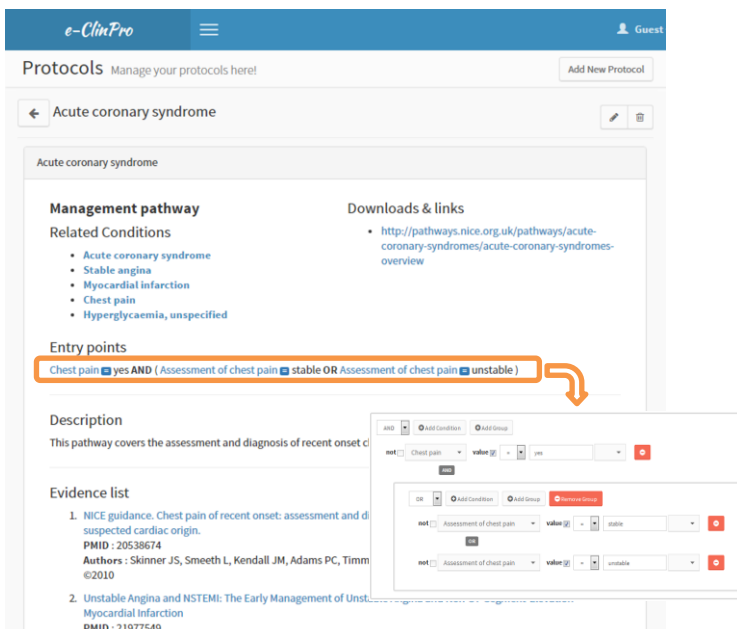 e-ClinPro
Guest
Protocols Manage your protocols here!
Add New Protocol
Acute coronary syndrome
Acute coronary syndrome
Management pathway
Related Conditions
Acute coronary syndrome
Stable angina
Myocardial infarction
Chest pain
Hyperglycaemia, unspecified
Downloads & links
http://pathways.nice.org.uk/pathways/acute-
coronary-syndromes/acute-coronary-syndromes-
overview
Entry points
Chest pain = yes AND ( Assessment of chest pain = stable OR Assessment of chest pain = unstable )
Description
This pathway covers the assessment and diagnosis of recent onset
Evidence list
1. NICE guidance. Chest pain of recent onset: assessment and
suspected cardiac origin.
PMID : 20538674
Authors : Skinner JS, Smeeth L, Kendall JM, Adams PC, Timm
©2010
2. Unstable Angina and NSTEMI: The Early Management of
Myocardial Infarction
PMID : 21977549
AND Add Condition Add Group
not Chest pain value = yes
AND
OR Add Condition Add Group Remove Group
not Assessment of chest pain value = stable
OR
not Assessment of chest pain value = unstable